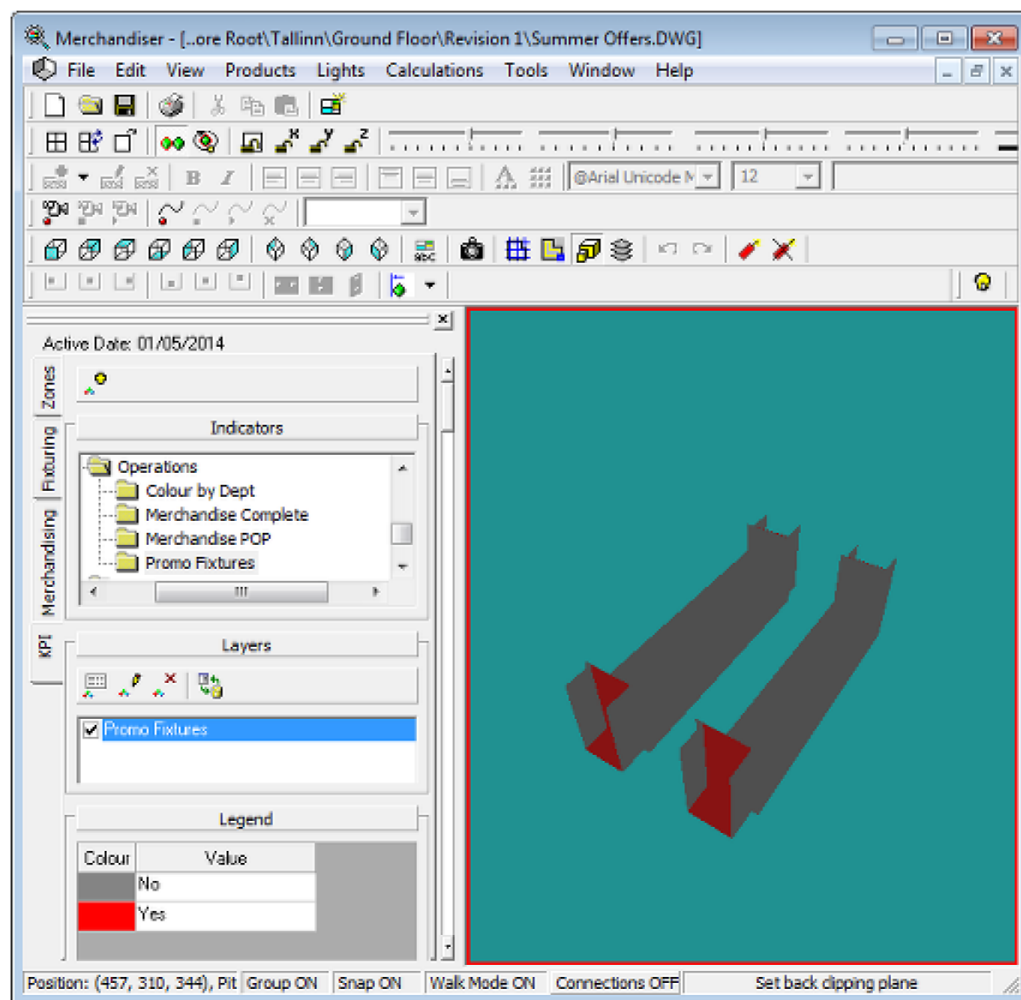 Merchandiser - [..ore Root\Tallinn\Ground Floor\Revision 1\Summer Offers.DWG]
File Edit View Products Lights Calculations Tools Window Help
B I @Arial Unicode M 12
abc
Active Date: 01/05/2014
Zones
Fixturing
Merchandising
KPI
Indicators
Operations
Colour by Dept
Merchandise Complete
Merchandise POP
Promo Fixtures
Layers
Promo Fixtures
Legend
Colour Value
No
Yes
Position: (457, 310, 344), Pit Group ON Snap ON Walk Mode ON Connections OFF Set back clipping plane